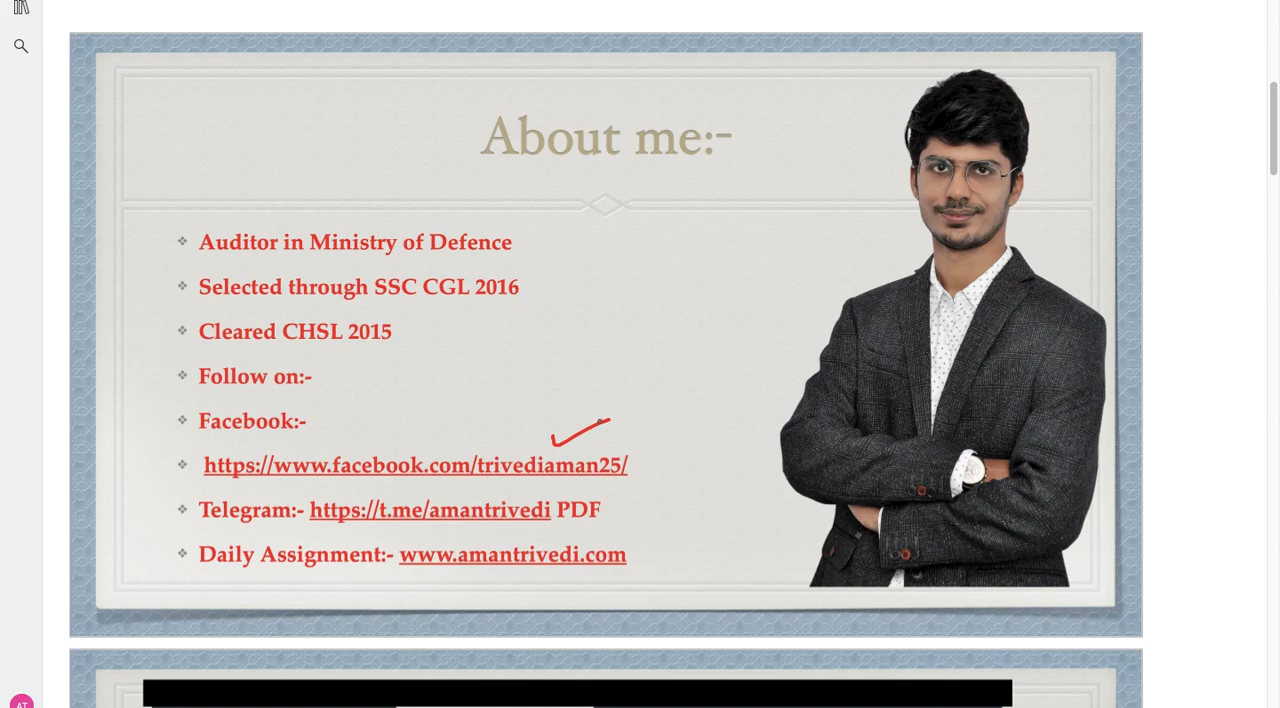 About me:-
Auditor in Ministry of Defence
Selected through SSC CGL 2016
Cleared CHSL 2015
Follow on:-
Facebook:-
https://www.facebook.com/trivediaman25/
Telegram:- https://t.me/amantrivedi PDF
Daily Assignment:- www.amantrivedi.com
AT